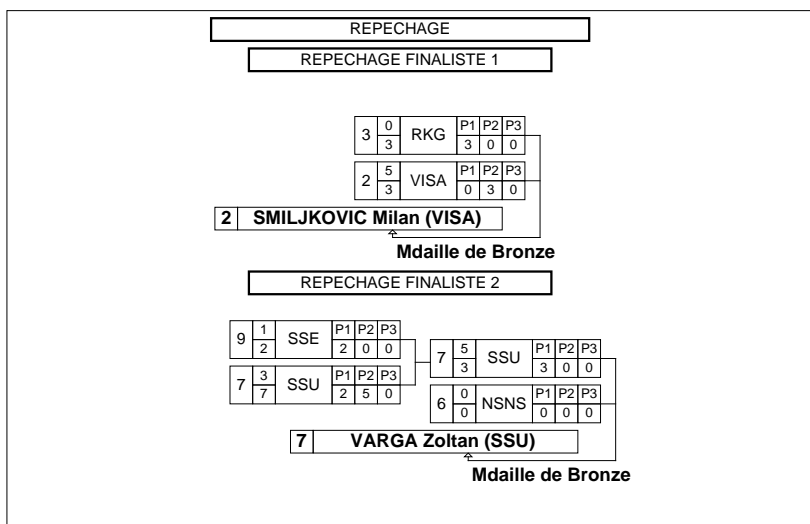 REPECHAGE
REPECHAGE FINALISTE 1
3 0 RKG P1 P2 P3
3 3 0 0
2 5 VISA P1 P2 P3
3 0 3 0
2 SMILJKOVIC Milan (VISA)
Mdaille de Bronze
REPECHAGE FINALISTE 2
9 1 SSE P1 P2 P3
2 2 0 0
7 5 SSU P1 P2 P3
3 3 0 0
7 3 SSU P1 P2 P3
7 2 5 0
6 0 NSNS P1 P2 P3
0 0 0 0
7 VARGA Zoltan (SSU)
Mdaille de Bronze